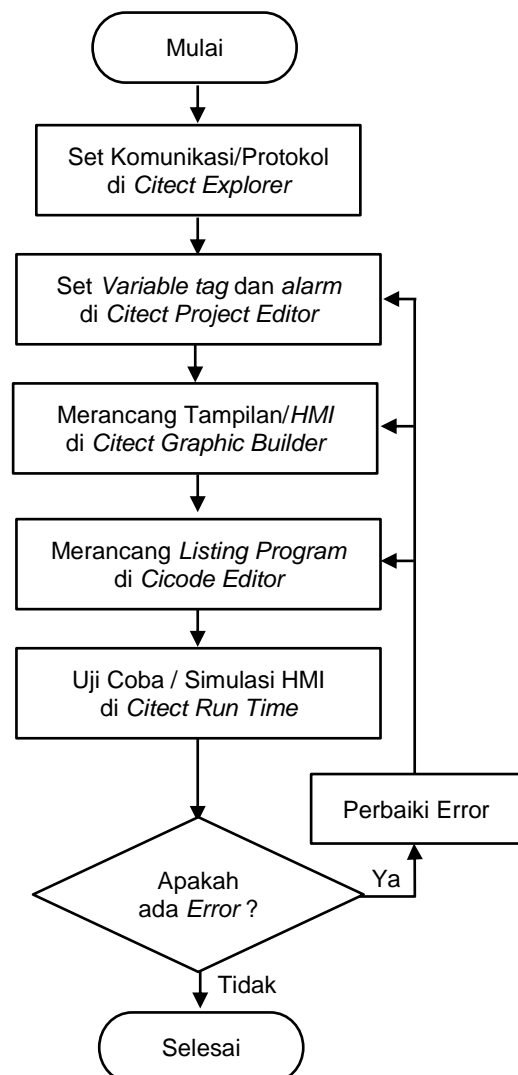 Mulai
Set Komunikasi/Protokol
di Citect Explorer
Set Variable tag dan alarm
di Citect Project Editor
Merancang Tampilan/HMI
di Citect Graphic Builder
Merancang Listing Program
di Cicode Editor
Uji Coba / Simulasi HMI
di Citect Run Time
Perbaiki Error
Apakah
ada Error ?
Ya
Tidak
Selesai